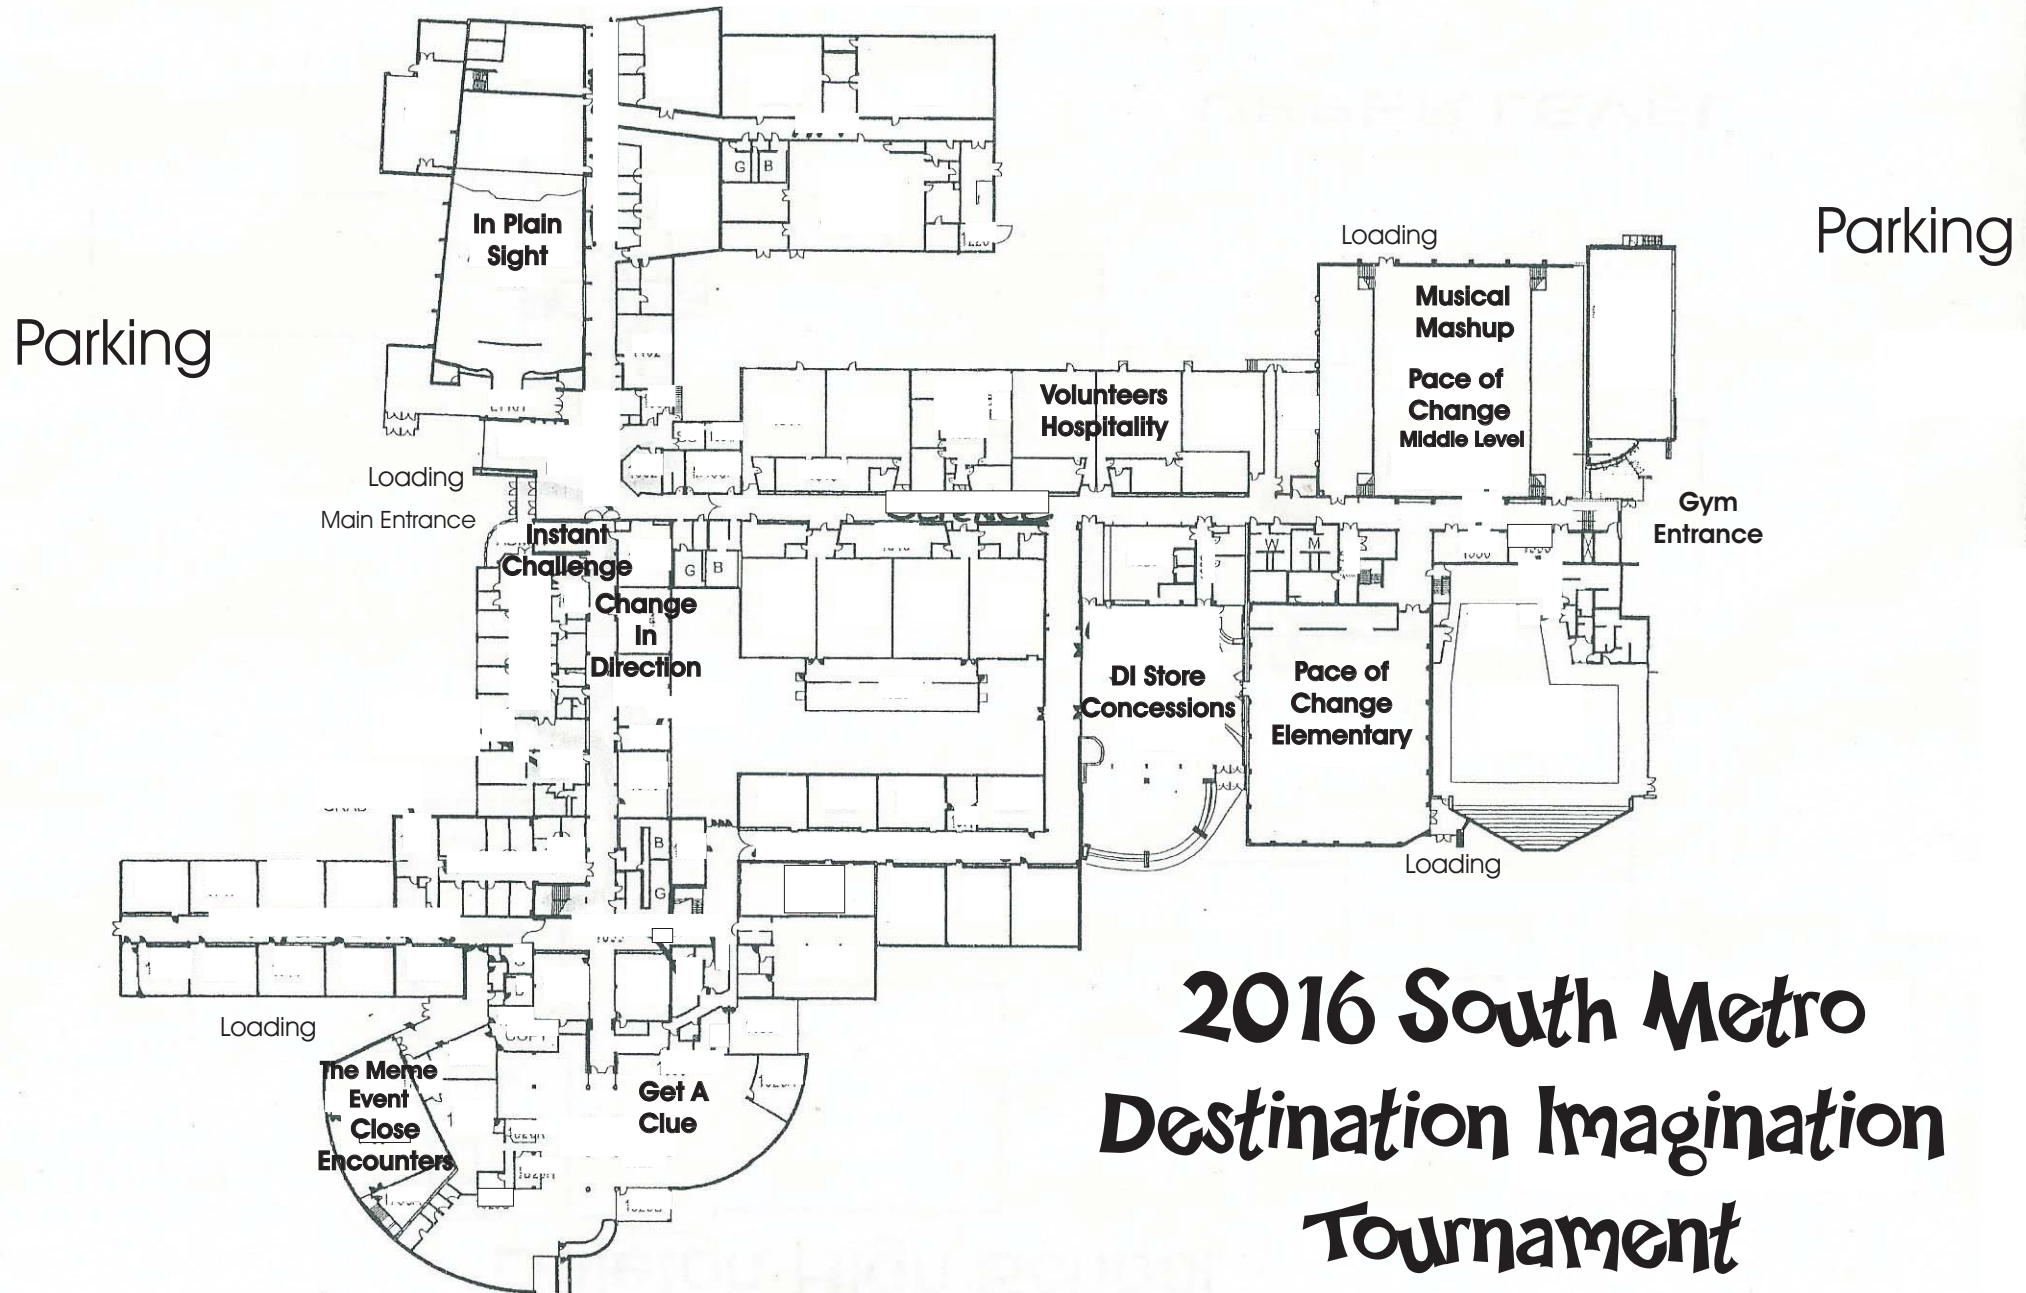 G B
In Plain
Sight
Parking
Loading
Parking
Musical
Mashup
Pace of
Change
Middle Level
Volunteers
Hospitality
Loading
Main Entrance
Gym
Entrance
Instant
Challenge
G B
W M
Change
In
Direction
DI Store
Concessions
Pace of
Change
Elementary
B
G
Loading
Loading
The Meme
Event
Close
Encounters
Get A
Clue
2016 South Metro
Destination Imagination
Tournament